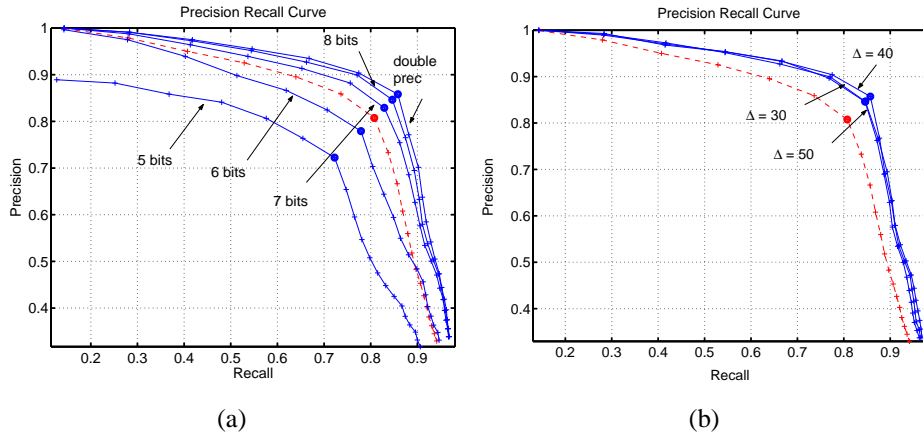 Precision Recall Curve
1
0.9
0.8
0.7
0.6
0.5
0.4
Precision
8 bits
double
prec
5 bits
6 bits
7 bits
0.2 0.3 0.4 0.5 0.6 0.7 0.8 0.9
Recall
(a)
Precision Recall Curve
1
0.9
0.8
0.7
0.6
0.5
0.4
Precision
Δ = 40
Δ = 30
Δ = 50
0.2 0.3 0.4 0.5 0.6 0.7 0.8 0.9
Recall
(b)